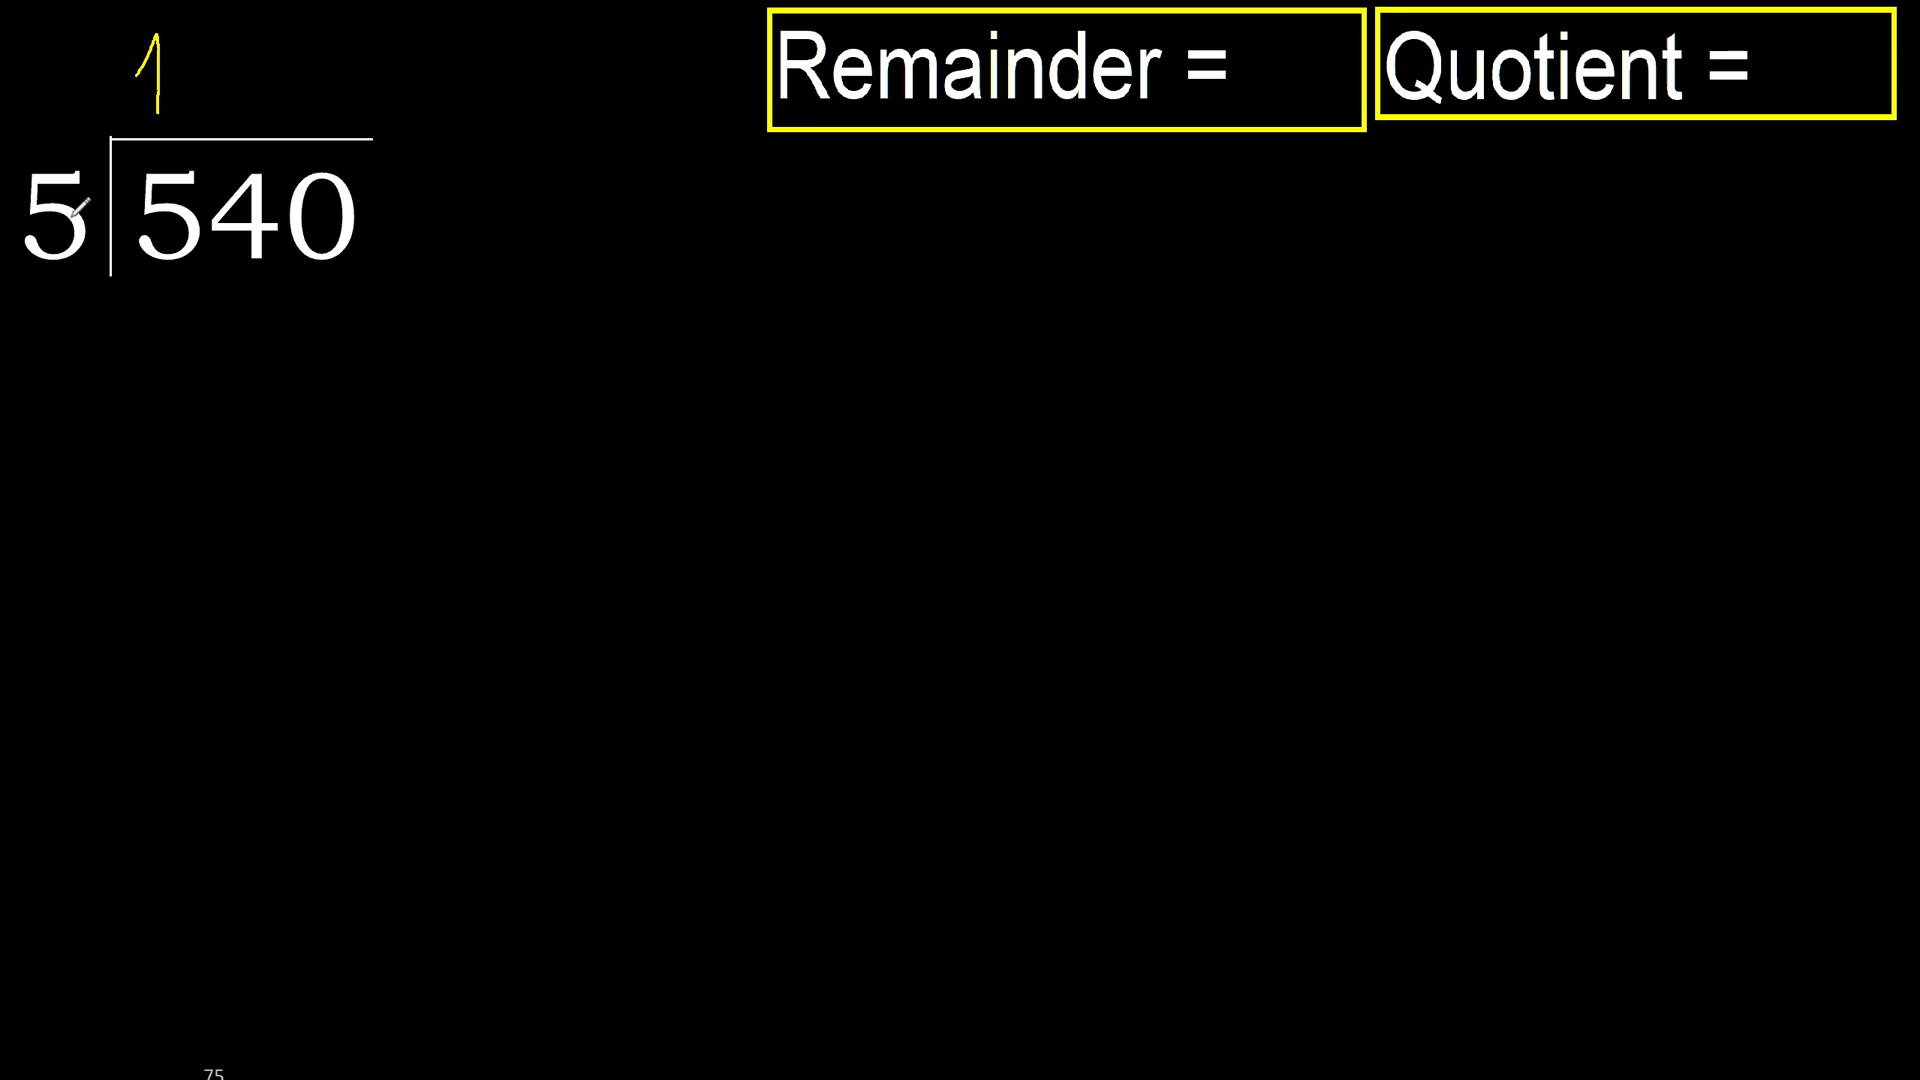 1
5 540
Remainder =
Quotient =
75